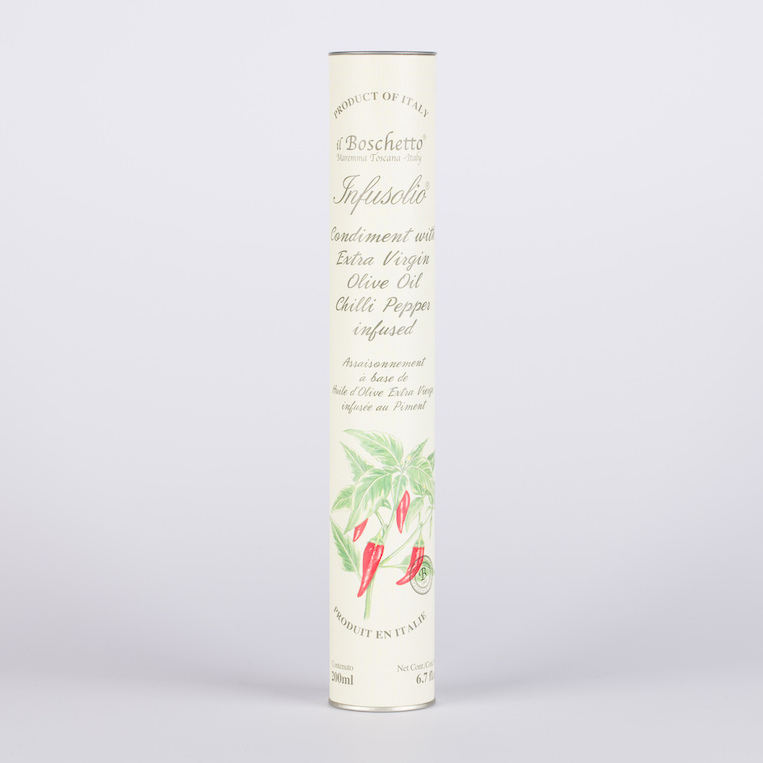 PRODUCT OF ITALY
il Boschetto®
Maremma Toscana - Italy
Infusolio®
Condiment with
Extra Virgin
Olive Oil
Chilli Pepper
infused
Assaisonnement
à base de
Huile d'Olive Extra Vierge
infusée au Piment
B
PRODUIT EN ITALIE
Contenuto Net Cont.
200ml 6.7 fl